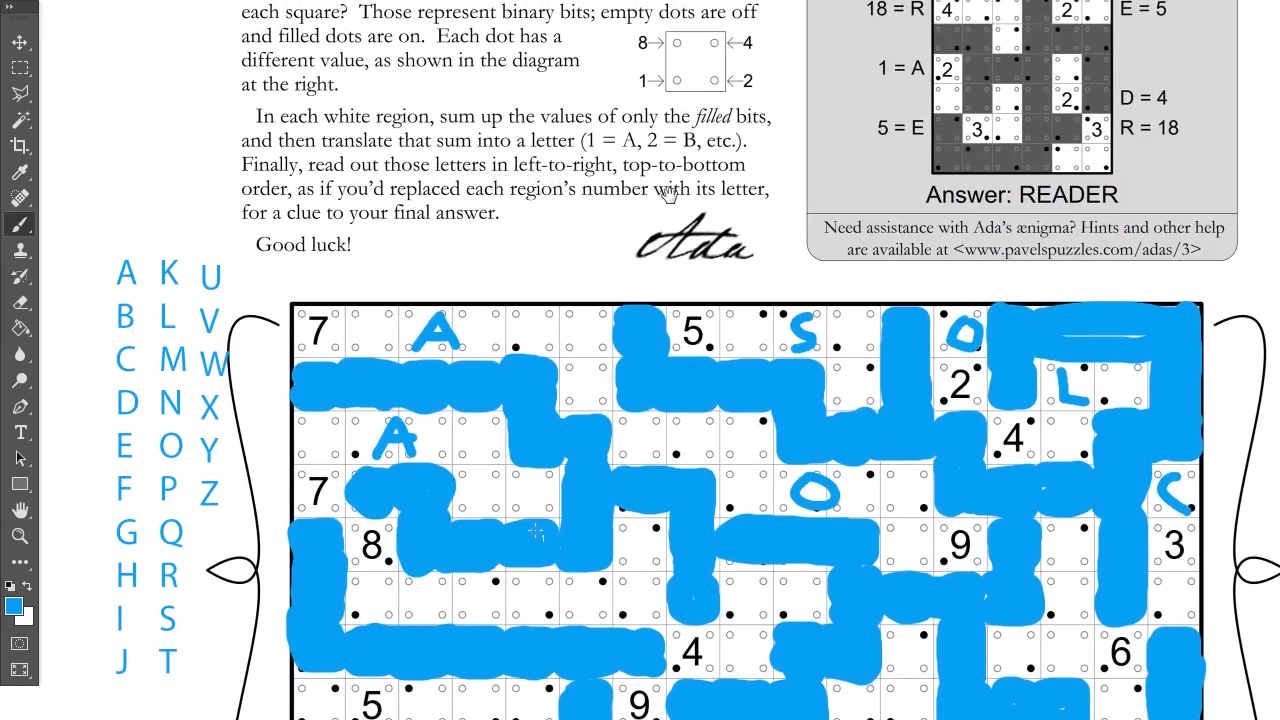 each square?  Those represent binary bits; empty dots are off
and filled dots are on.  Each dot has a
different value, as shown in the diagram
at the right.
8 4
1 2
In each white region, sum up the values of only the filled bits,
and then translate that sum into a letter (1 = A, 2 = B, etc.).
Finally, read out those letters in left-to-right, top-to-bottom
order, as if you'd replaced each region's number with its letter,
for a clue to your final answer.
Good luck!
Ada
18 = R 4 2 E = 5
1 = A 2
2 D = 4
5 = E 3 3 R = 18
Answer: READER
Need assistance with Ada's ænigma? Hints and other help
are available at <www.pavelspuzzles.com/adas/3>
A K U
B L V
C M W
D N X
E O Y
F P Z
G Q
H R
I S
J T
7 A 5 S O
2 L
A 4
7 O C
8 9 3
4 6
5 9